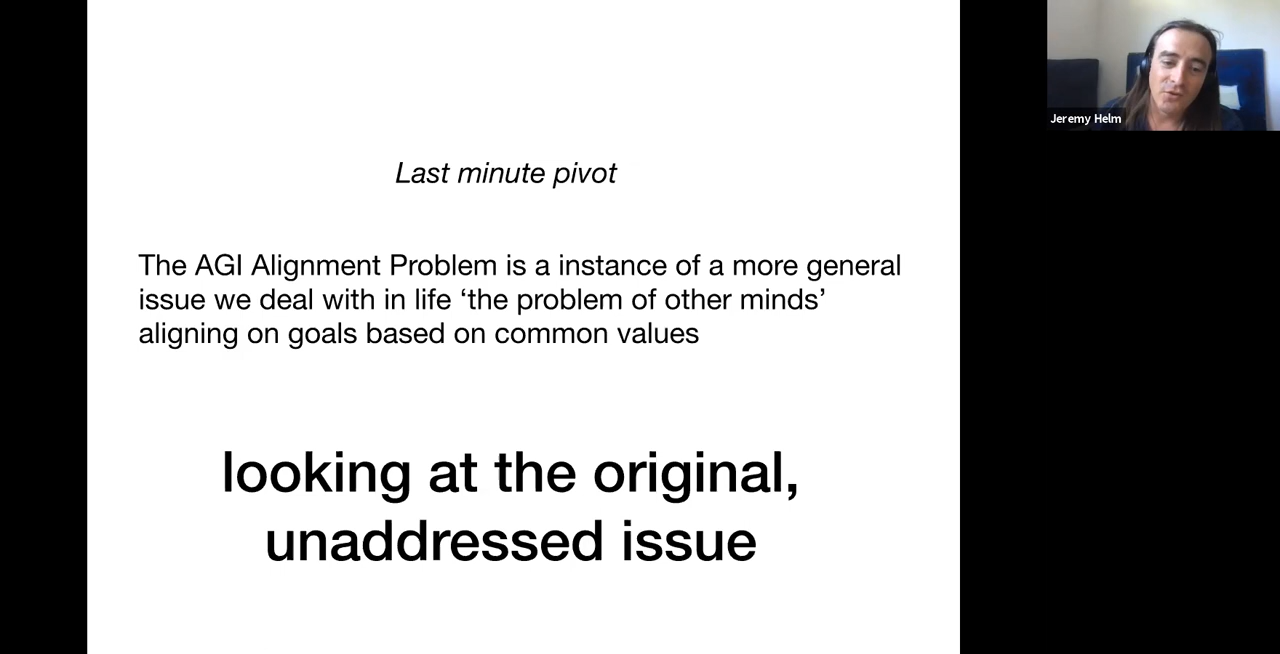 Last minute pivot
The AGI Alignment Problem is a instance of a more general
issue we deal with in life ‘the problem of other minds’
aligning on goals based on common values
looking at the original,
unaddressed issue
Jeremy Helm